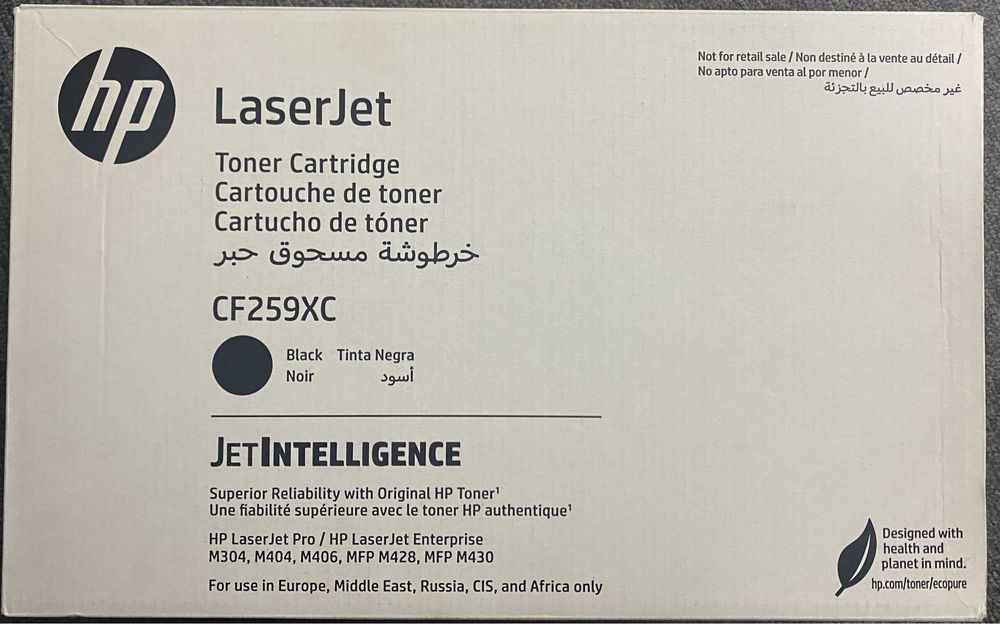 hp
LaserJet
Not for retail sale / Non destiné à la vente au détail /
No apto para venta al por menor /
غير مخصص للبيع بالتجزئة
Toner Cartridge
Cartouche de toner
Cartucho de tóner
خرطوشة مسحوق حبر
CF259XC
Black Tinta Negra
Noir أسود
JETINTELLIGENCE
Superior Reliability with Original HP Toner¹
Une fiabilité supérieure avec le toner HP authentique¹
HP LaserJet Pro / HP LaserJet Enterprise
M304, M404, M406, MFP M428, MFP M430
For use in Europe, Middle East, Russia, CIS, and Africa only
Designed with
health and
planet in mind.
hp.com/toner/ecopure